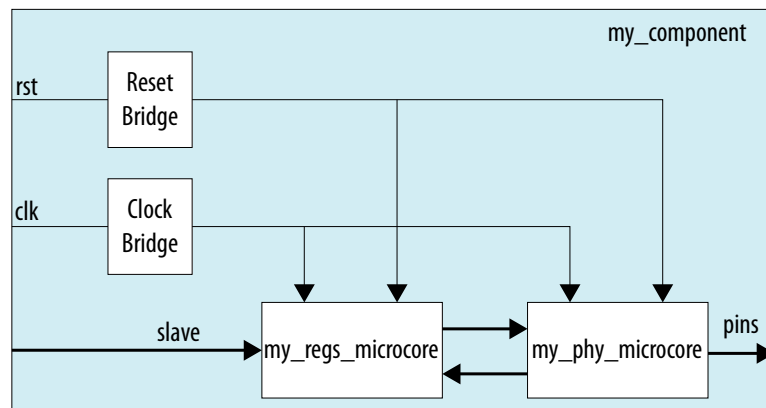 my_component
rst
Reset
Bridge
clk
Clock
Bridge
slave
my_regs_microcore
my_phy_microcore
pins